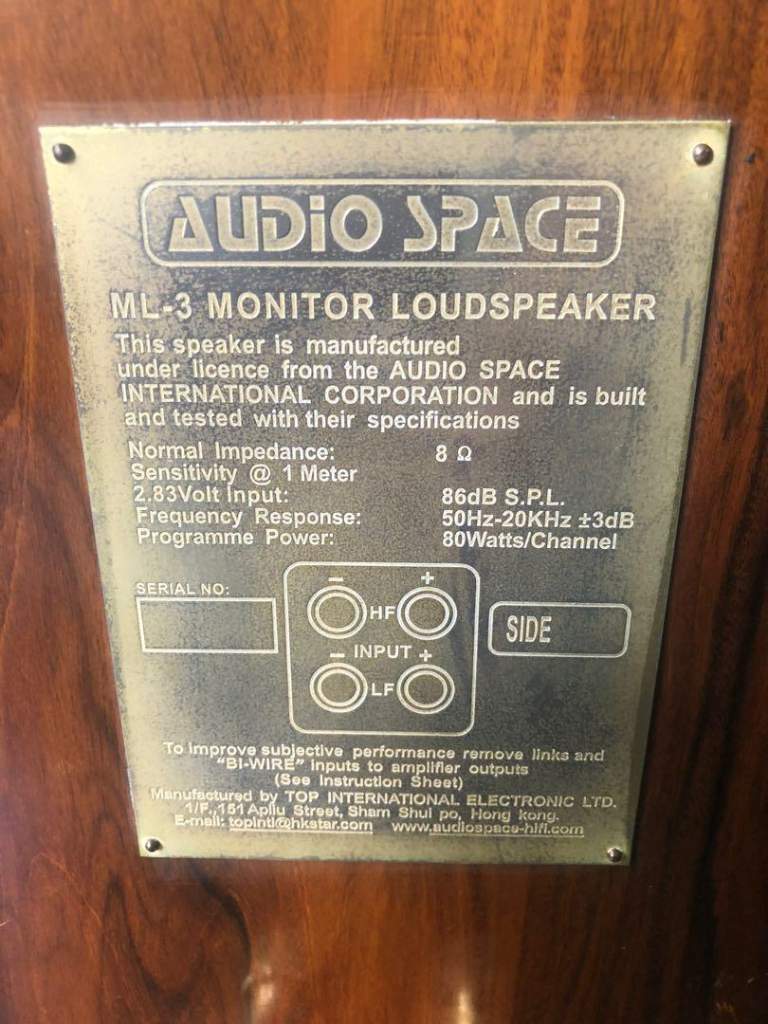 AUDiO SPACE
ML-3 MONITOR LOUDSPEAKER
This speaker is manufactured
under licence from the AUDIO SPACE
INTERNATIONAL CORPORATION and is built
and tested with their specifications
Normal Impedance: 8 Ω
Sensitivity @ 1 Meter
2.83Volt Input: 86dB S.P.L.
Frequency Response: 50Hz-20KHz ±3dB
Programme Power: 80Watts/Channel
SERIAL NO:
- +
HF
SIDE
- INPUT +
LF
To improve subjective performance remove links and
"BI-WIRE" inputs to amplifier outputs
(See Instruction Sheet)
Manufactured by TOP INTERNATIONAL ELECTRONIC LTD.
1/F.,151 Apliu Street, Sham Shui po, Hong kong.
E-mail: topintl@hkstar.com www.audiospace-hifi.com